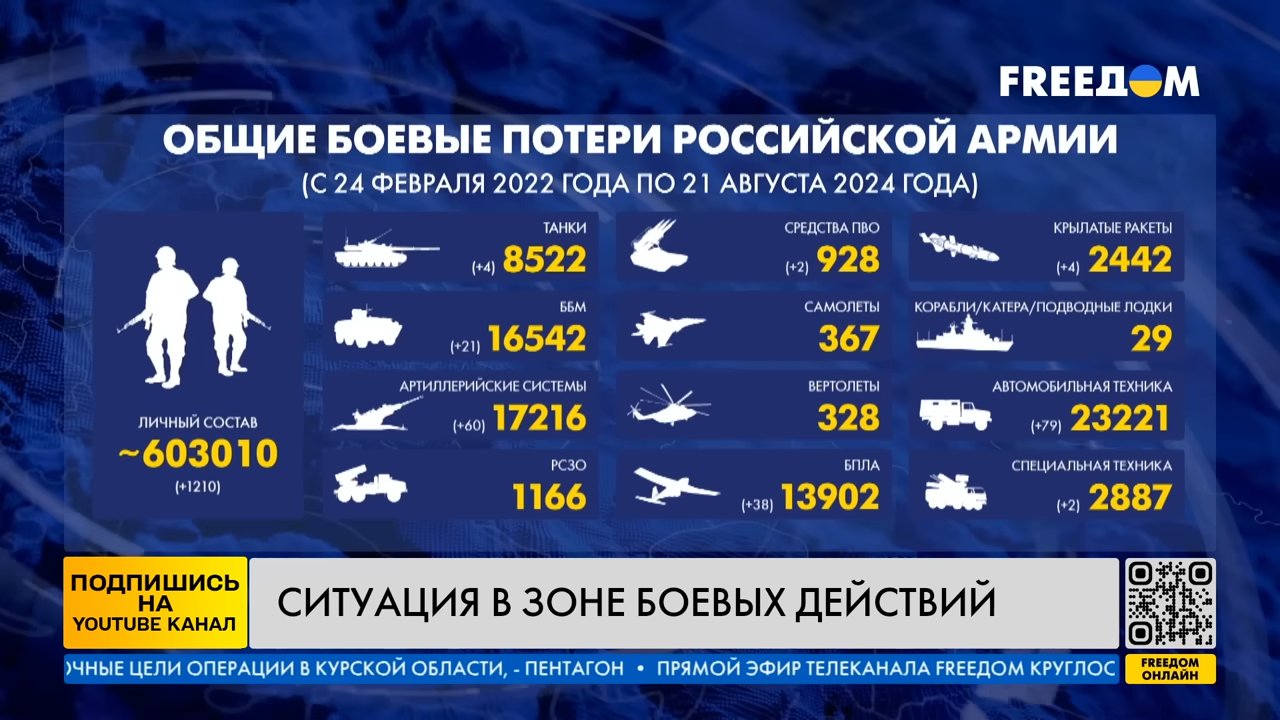 FREEДOM
ОБЩИЕ БОЕВЫЕ ПОТЕРИ РОССИЙСКОЙ АРМИИ
(С 24 ФЕВРАЛЯ 2022 ГОДА ПО 21 АВГУСТА 2024 ГОДА)
ЛИЧНЫЙ СОСТАВ
~603010
(+1210)
ТАНКИ
(+4) 8522
ББМ
(+21) 16542
АРТИЛЛЕРИЙСКИЕ СИСТЕМЫ
(+60) 17216
РСЗО
1166
СРЕДСТВА ПВО
(+2) 928
САМОЛЕТЫ
367
ВЕРТОЛЕТЫ
328
БПЛА
(+38) 13902
КРЫЛАТЫЕ РАКЕТЫ
(+4) 2442
КОРАБЛИ/КАТЕРА/ПОДВОДНЫЕ ЛОДКИ
29
АВТОМОБИЛЬНАЯ ТЕХНИКА
(+79) 23221
СПЕЦИАЛЬНАЯ ТЕХНИКА
(+2) 2887
ПОДПИШИСЬ
НА
YOUTUBE КАНАЛ
СИТУАЦИЯ В ЗОНЕ БОЕВЫХ ДЕЙСТВИЙ
ОЧНЫЕ ЦЕЛИ ОПЕРАЦИИ В КУРСКОЙ ОБЛАСТИ, - ПЕНТАГОН • ПРЯМОЙ ЭФИР ТЕЛЕКАНАЛА FREEДОМ КРУГЛОС
FREEДОМ
ОНЛАЙН